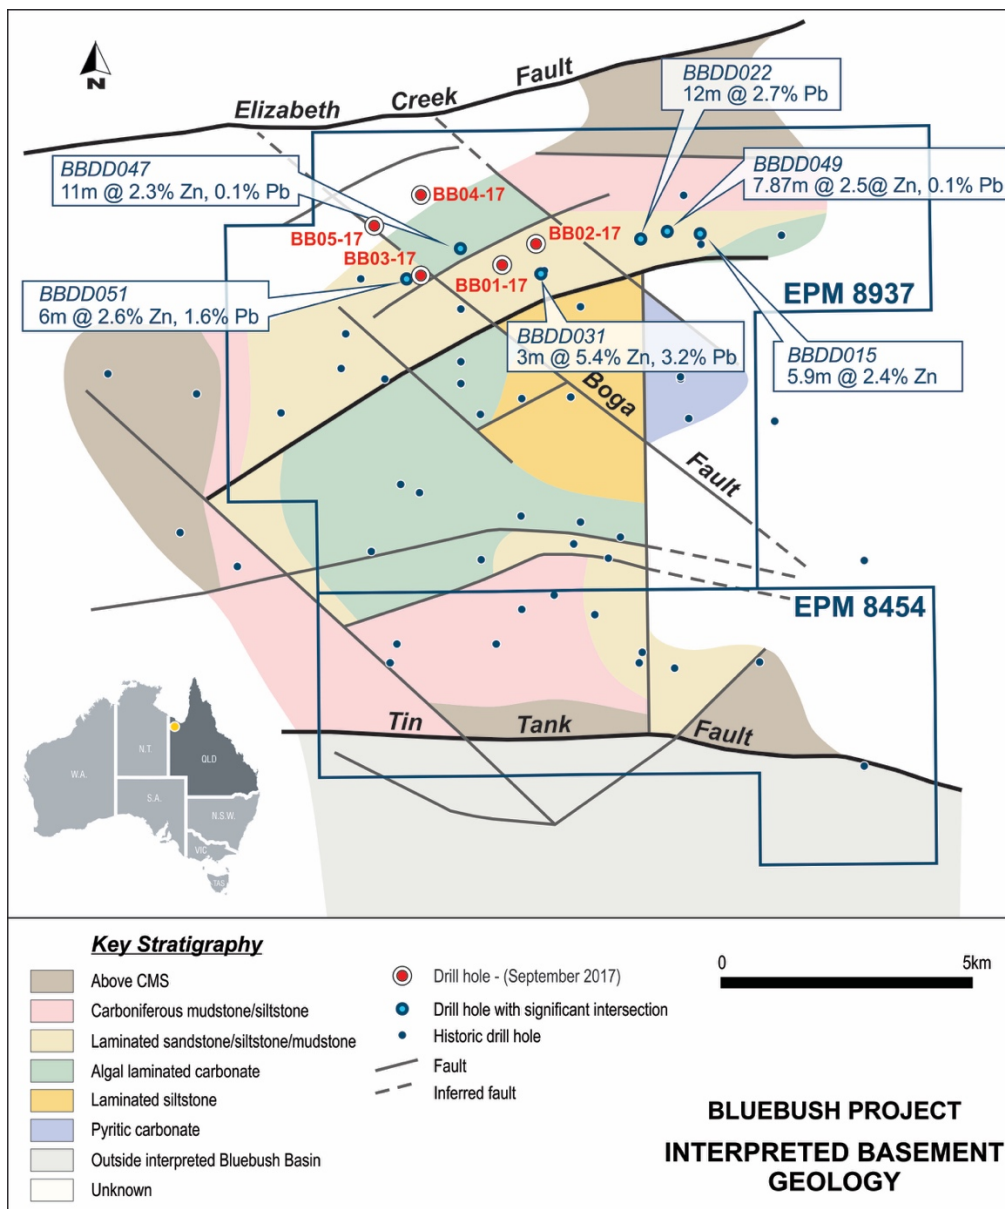 N
Elizabeth Creek Fault
BBDD022
12m @ 2.7% Pb
BBDD047
11m @ 2.3% Zn, 0.1% Pb
BBDD049
7.87m @ 2.5@ Zn, 0.1% Pb
BB04-17
BB05-17
BB02-17
BB03-17
BB01-17
BBDD051
6m @ 2.6% Zn, 1.6% Pb
EPM 8937
BBDD031
3m @ 5.4% Zn, 3.2% Pb
BBDD015
5.9m @ 2.4% Zn
Boga Fault
EPM 8454
Tin Tank Fault
W.A.
N.T.
QLD
S.A.
N.S.W.
VIC
TAS
Key Stratigraphy
Above CMS
Carboniferous mudstone/siltstone
Laminated sandstone/siltstone/mudstone
Algal laminated carbonate
Laminated siltstone
Pyritic carbonate
Outside interpreted Bluebush Basin
Unknown
Drill hole - (September 2017)
Drill hole with significant intersection
Historic drill hole
Fault
Inferred fault
0 5km
BLUEBUSH PROJECT
INTERPRETED BASEMENT
GEOLOGY